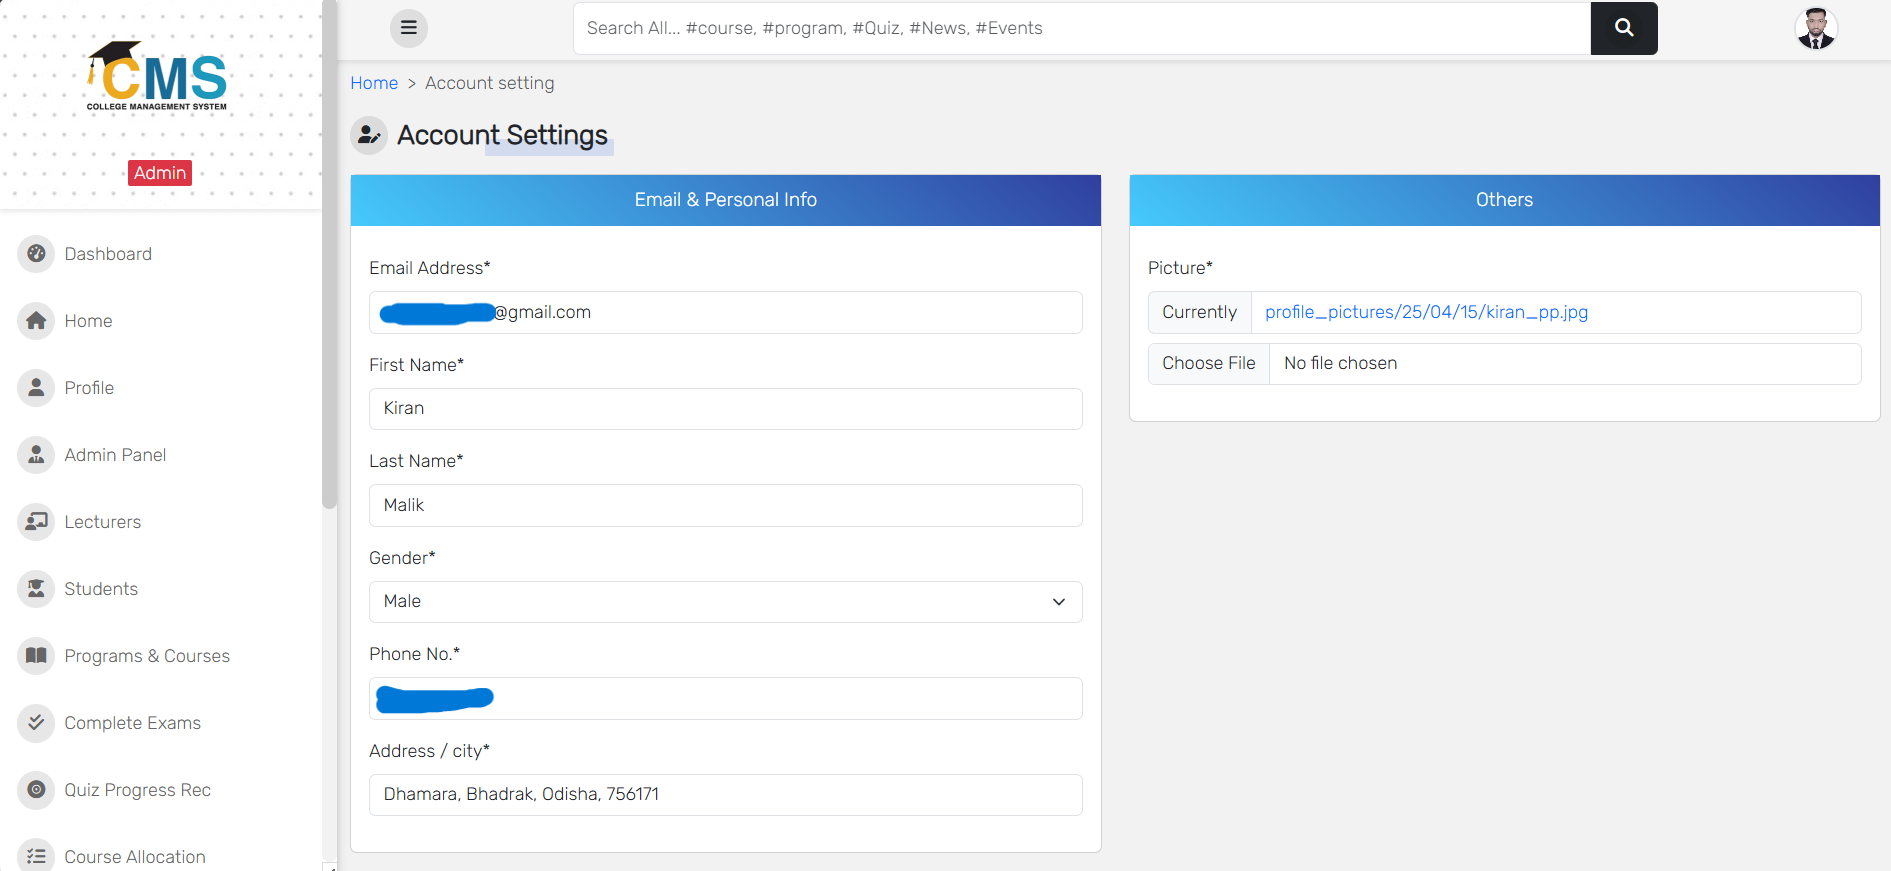 CMS
COLLEGE MANAGEMENT SYSTEM
Admin
Dashboard
Home
Profile
Admin Panel
Lecturers
Students
Programs & Courses
Complete Exams
Quiz Progress Rec
Course Allocation
Search All... #course, #program, #Quiz, #News, #Events
Home > Account setting
Account Settings
Email & Personal Info
Email Address*
@gmail.com
First Name*
Kiran
Last Name*
Malik
Gender*
Male
Phone No.*
Address / city*
Dhamara, Bhadrak, Odisha, 756171
Others
Picture*
Currently profile_pictures/25/04/15/kiran_pp.jpg
Choose File No file chosen